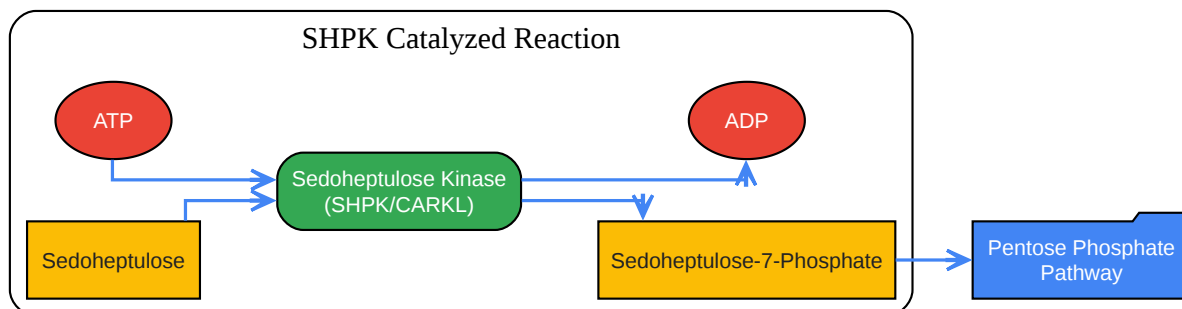 SHPK Catalyzed Reaction
ATP
ADP
Sedoheptulose Kinase
(SHPK/CARKL)
Sedoheptulose
Sedoheptulose-7-Phosphate
Pentose Phosphate
Pathway